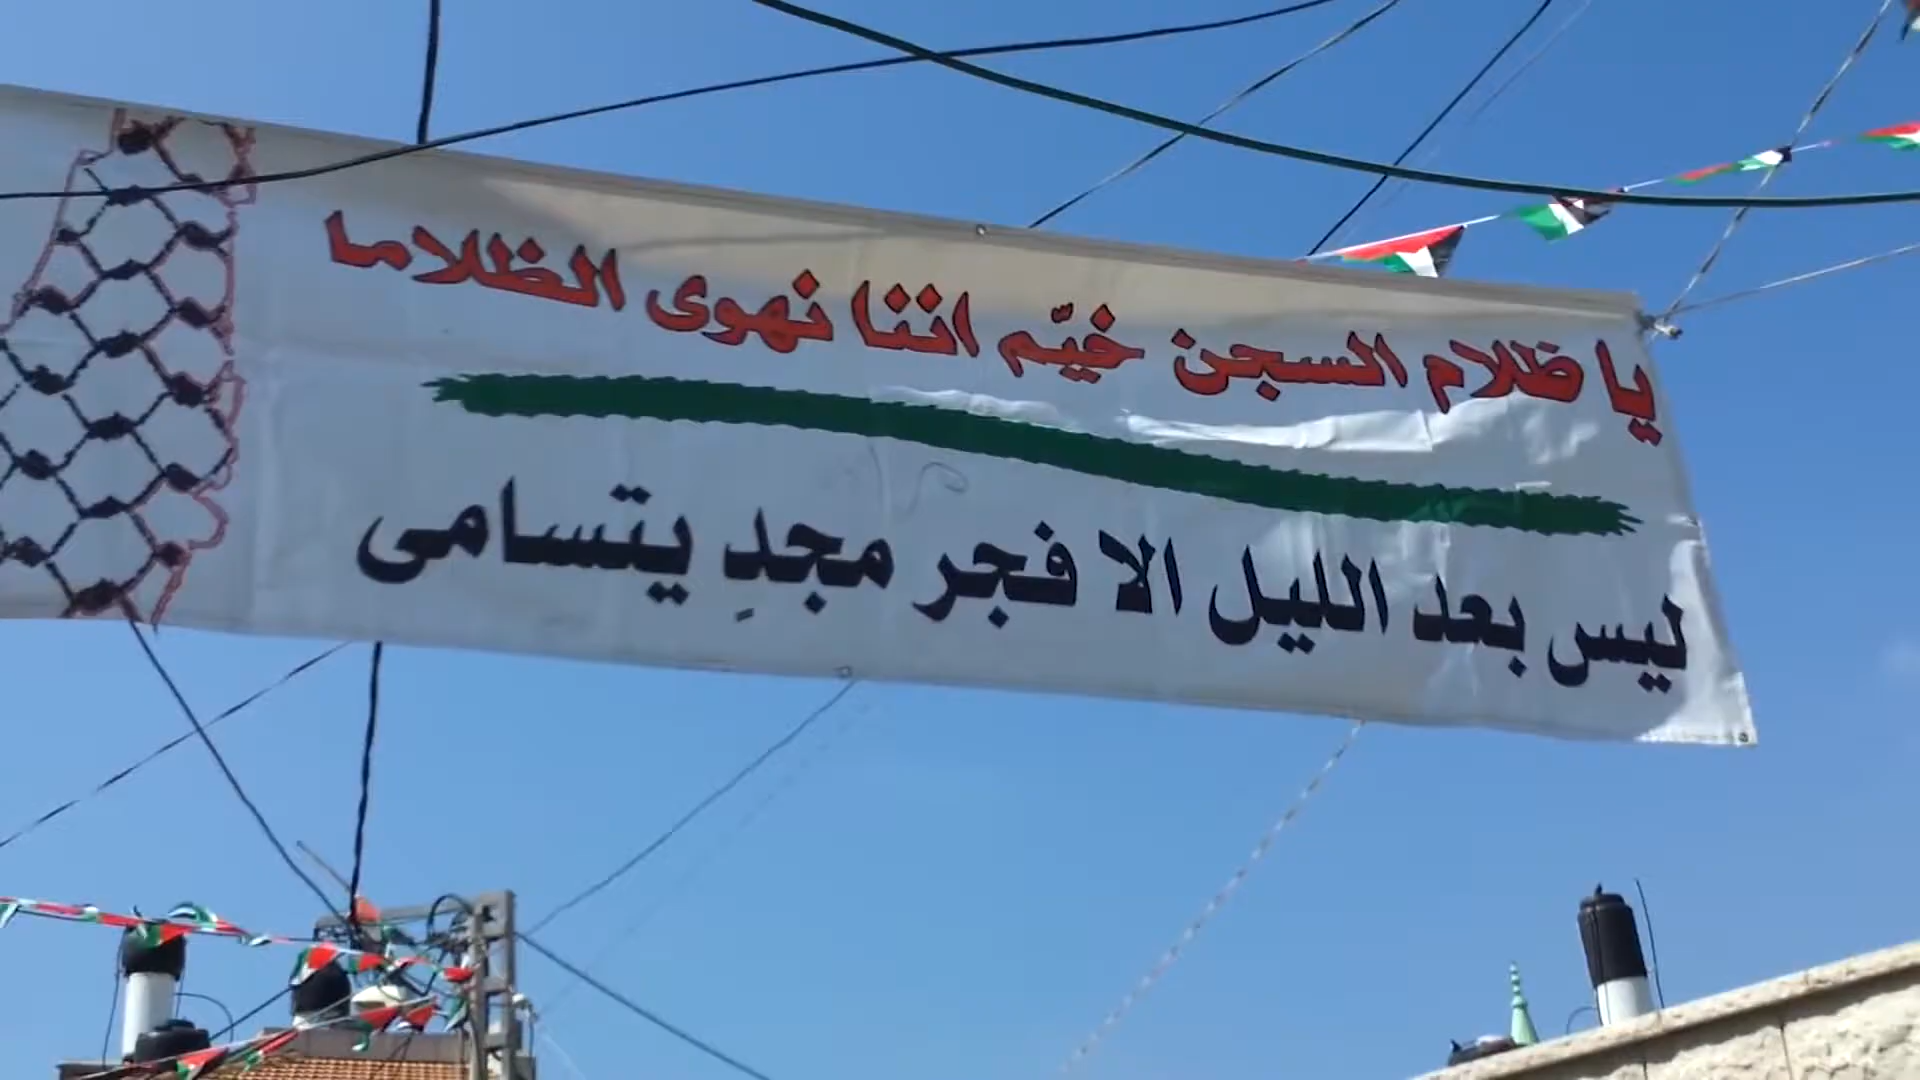 يا ظلام السجن خيّم اننا نهوى الظلاما
ليس بعد الليل الا فجر مجدِ يتسامى